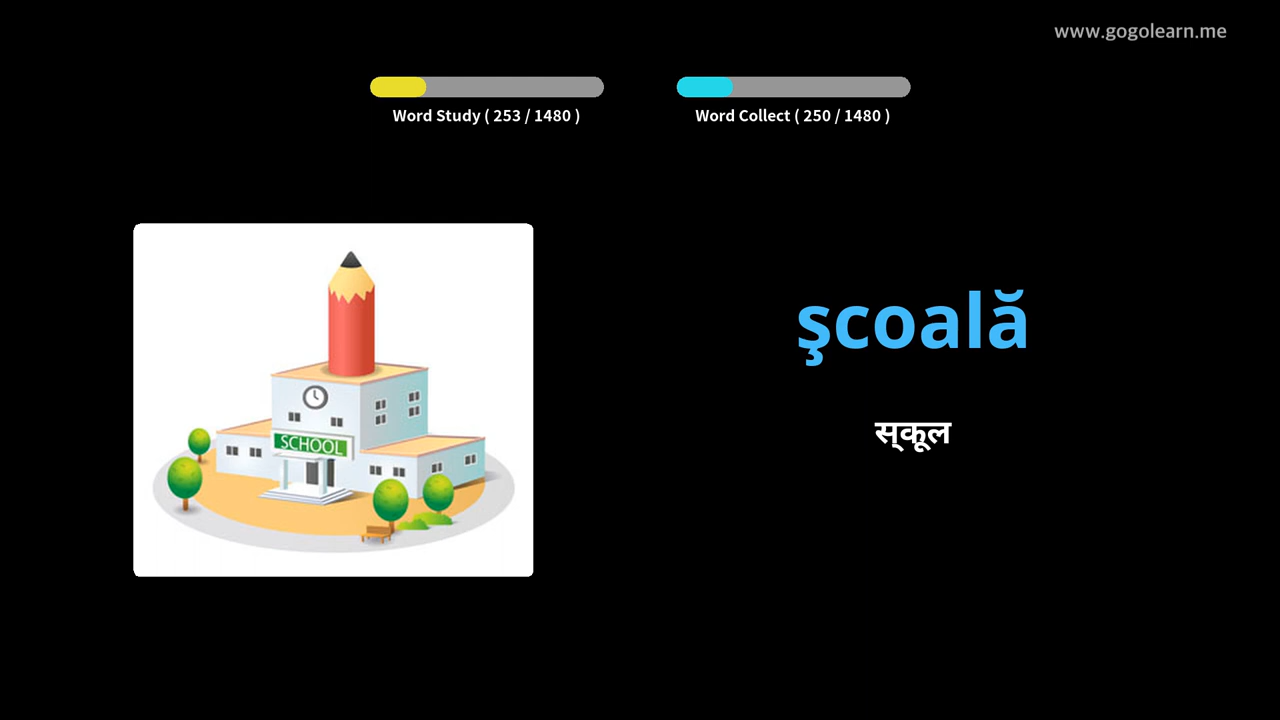 www.gogolearn.me
Word Study ( 253 / 1480 )
Word Collect ( 250 / 1480 )
SCHOOL
şcoală
स्कूल